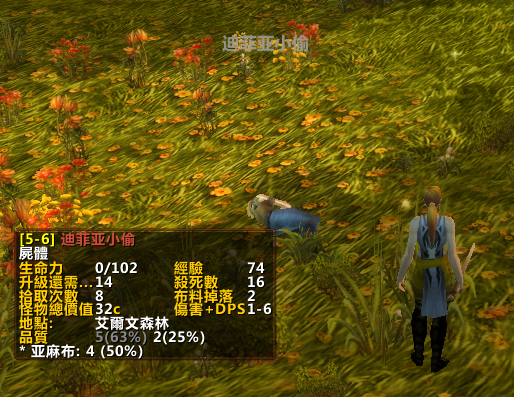 迪菲亚小偷
[5-6] 迪菲亚小偷
屍體
生命力 0/102 經驗 74
升級還需... 14 殺死數 16
拾取次數 8 布料掉落 2
怪物總價值 32c 傷害+DPS 1-6
地點: 艾爾文森林
品質 5(63%) 2(25%)
* 亚麻布: 4 (50%)